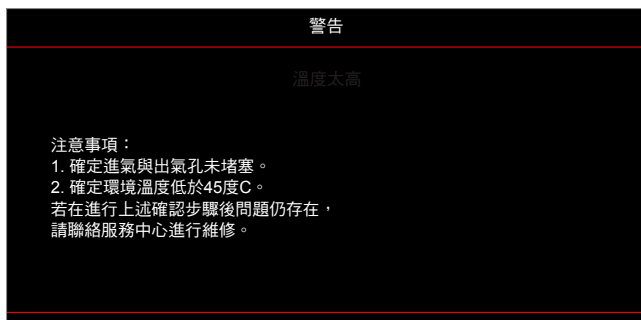 警告
溫度太高
注意事項：
1. 確定進氣與出氣孔未堵塞。
2. 確定環境溫度低於45度C。
若在進行上述確認步驟後問題仍存在，
請聯絡服務中心進行維修。